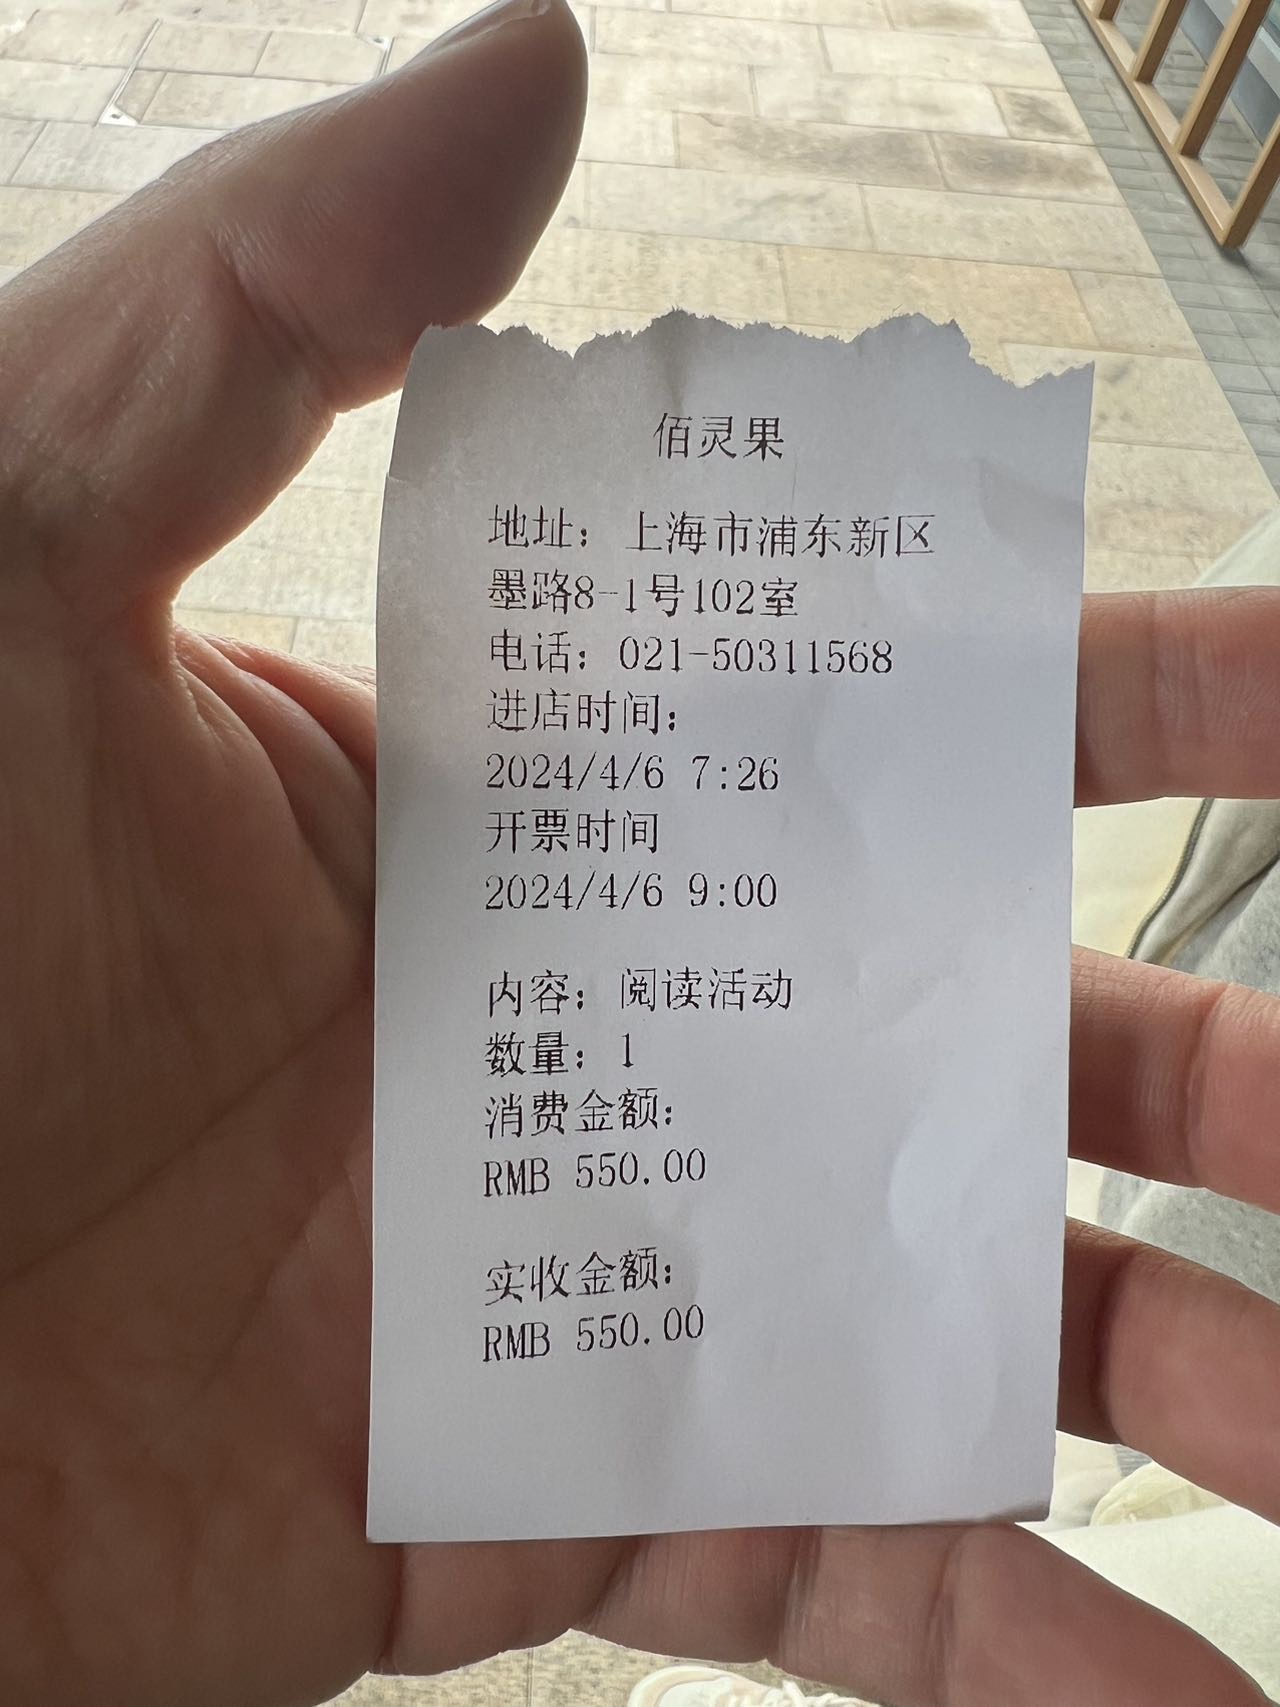 佰灵果
地址：上海市浦东新区
墨路8-1号102室
电话：021-50311568
进店时间：
2024/4/6 7:26
开票时间
2024/4/6 9:00
内容：阅读活动
数量：1
消费金额：
RMB 550.00
实收金额：
RMB 550.00